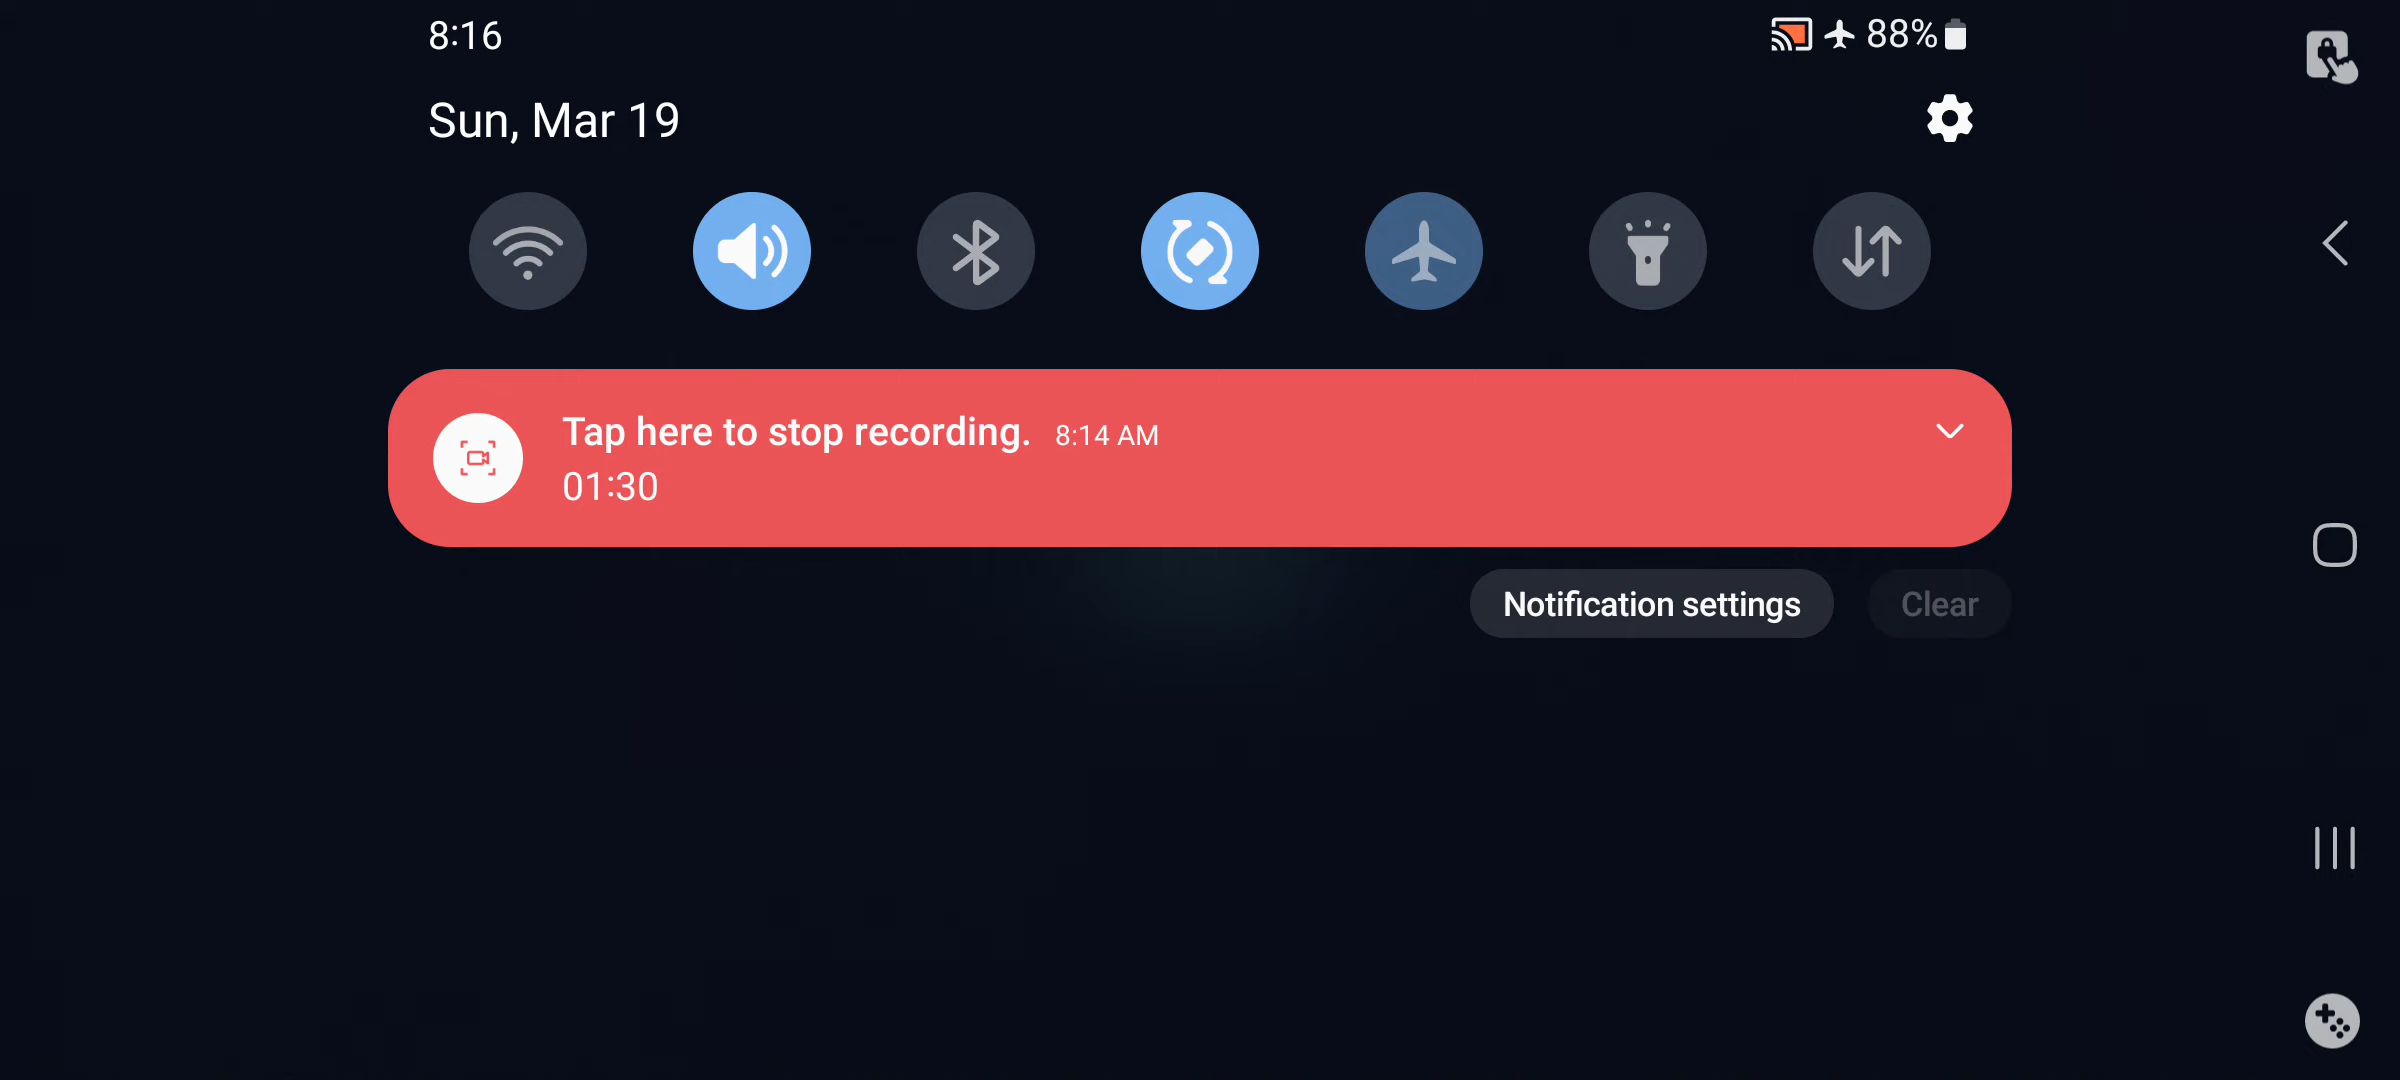 8:16
88%
Sun, Mar 19
Tap here to stop recording. 8:14 AM
01:30
Notification settings
Clear